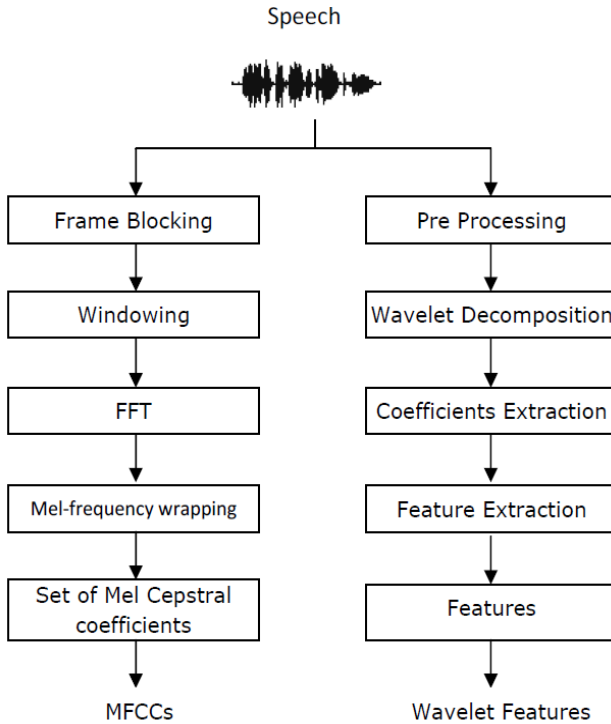 Speech
Frame Blocking
Windowing
FFT
Mel-frequency wrapping
Set of Mel Cepstral
coefficients
MFCCs
Pre Processing
Wavelet Decomposition
Coefficients Extraction
Feature Extraction
Features
Wavelet Features